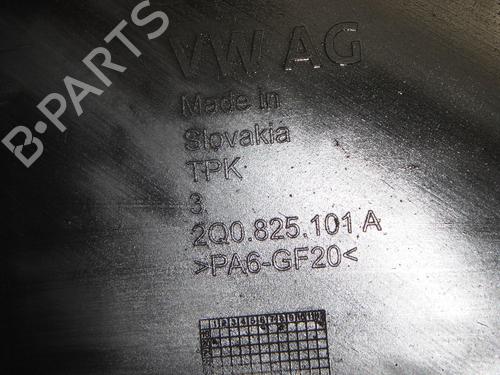 B-PARTS
VW AG
Made in
Slovakia
TPK
3.
2Q0.825.101 A
>PA6-GF20<